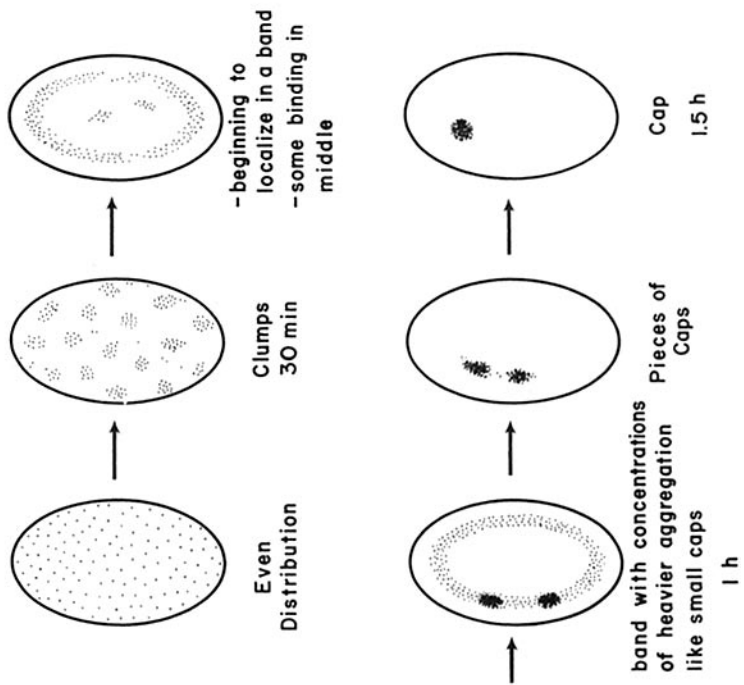 Even
Distribution
Clumps
30 min
-beginning to
localize in a band
-some binding in
middle
band with concentrations
of heavier aggregation
like small caps
1 h
Pieces of
Caps
Cap
1.5 h